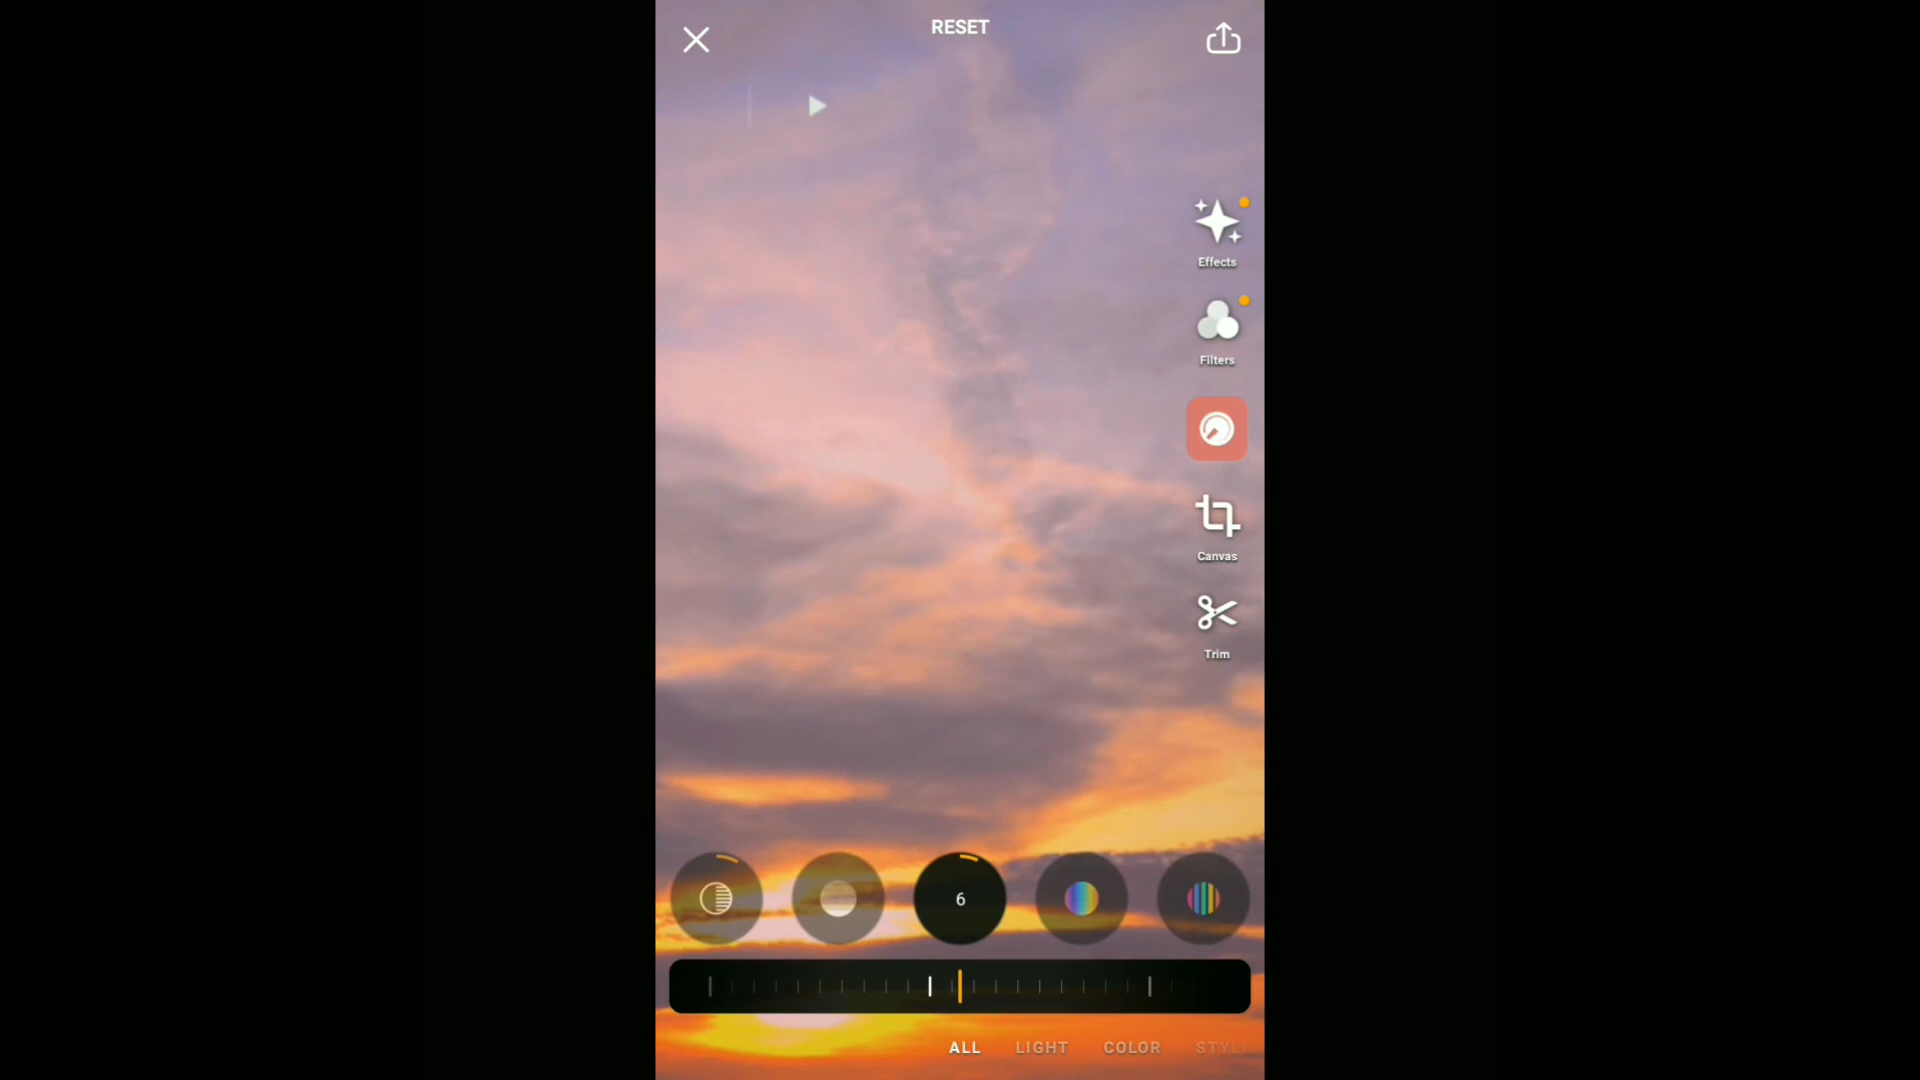 RESET
Effects
Filters
Canvas
Trim
6
ALL LIGHT COLOR